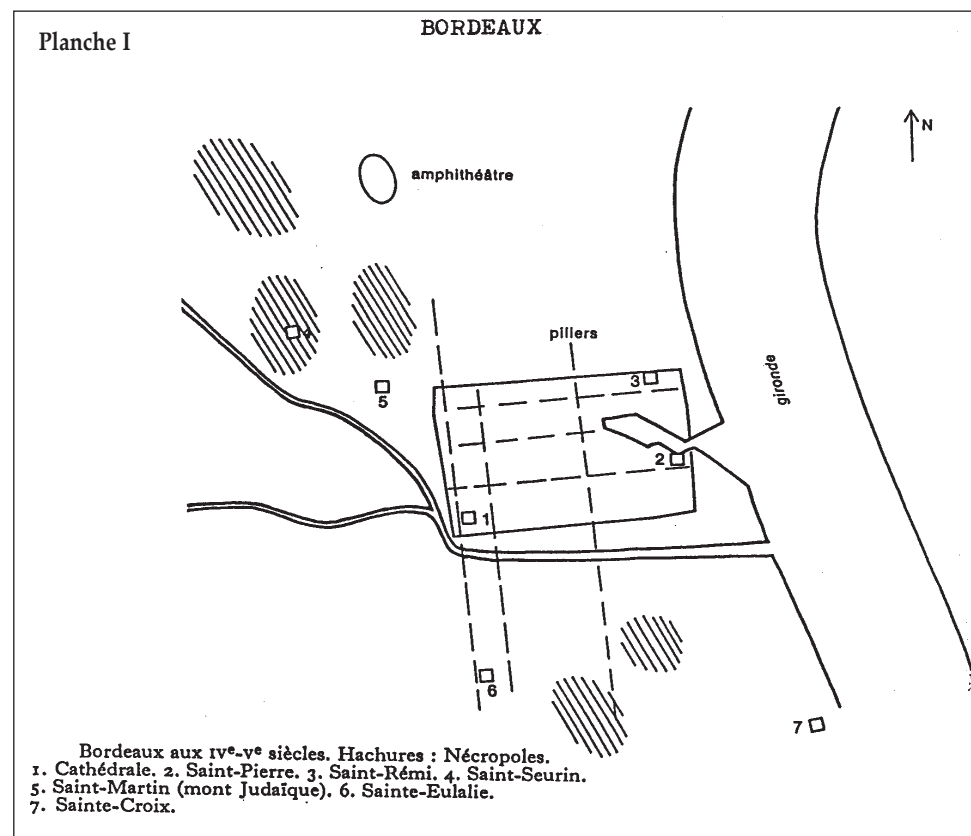 BORDEAUX
Planche I
N
amphithéâtre
4
piliers
5
3
gironde
2
1
6
7
Bordeaux aux IVe-Ve siècles. Hachures : Nécropoles.
1. Cathédrale. 2. Saint-Pierre. 3. Saint-Rémi. 4. Saint-Seurin.
5. Saint-Martin (mont Judaïque). 6. Sainte-Eulalie.
7. Sainte-Croix.